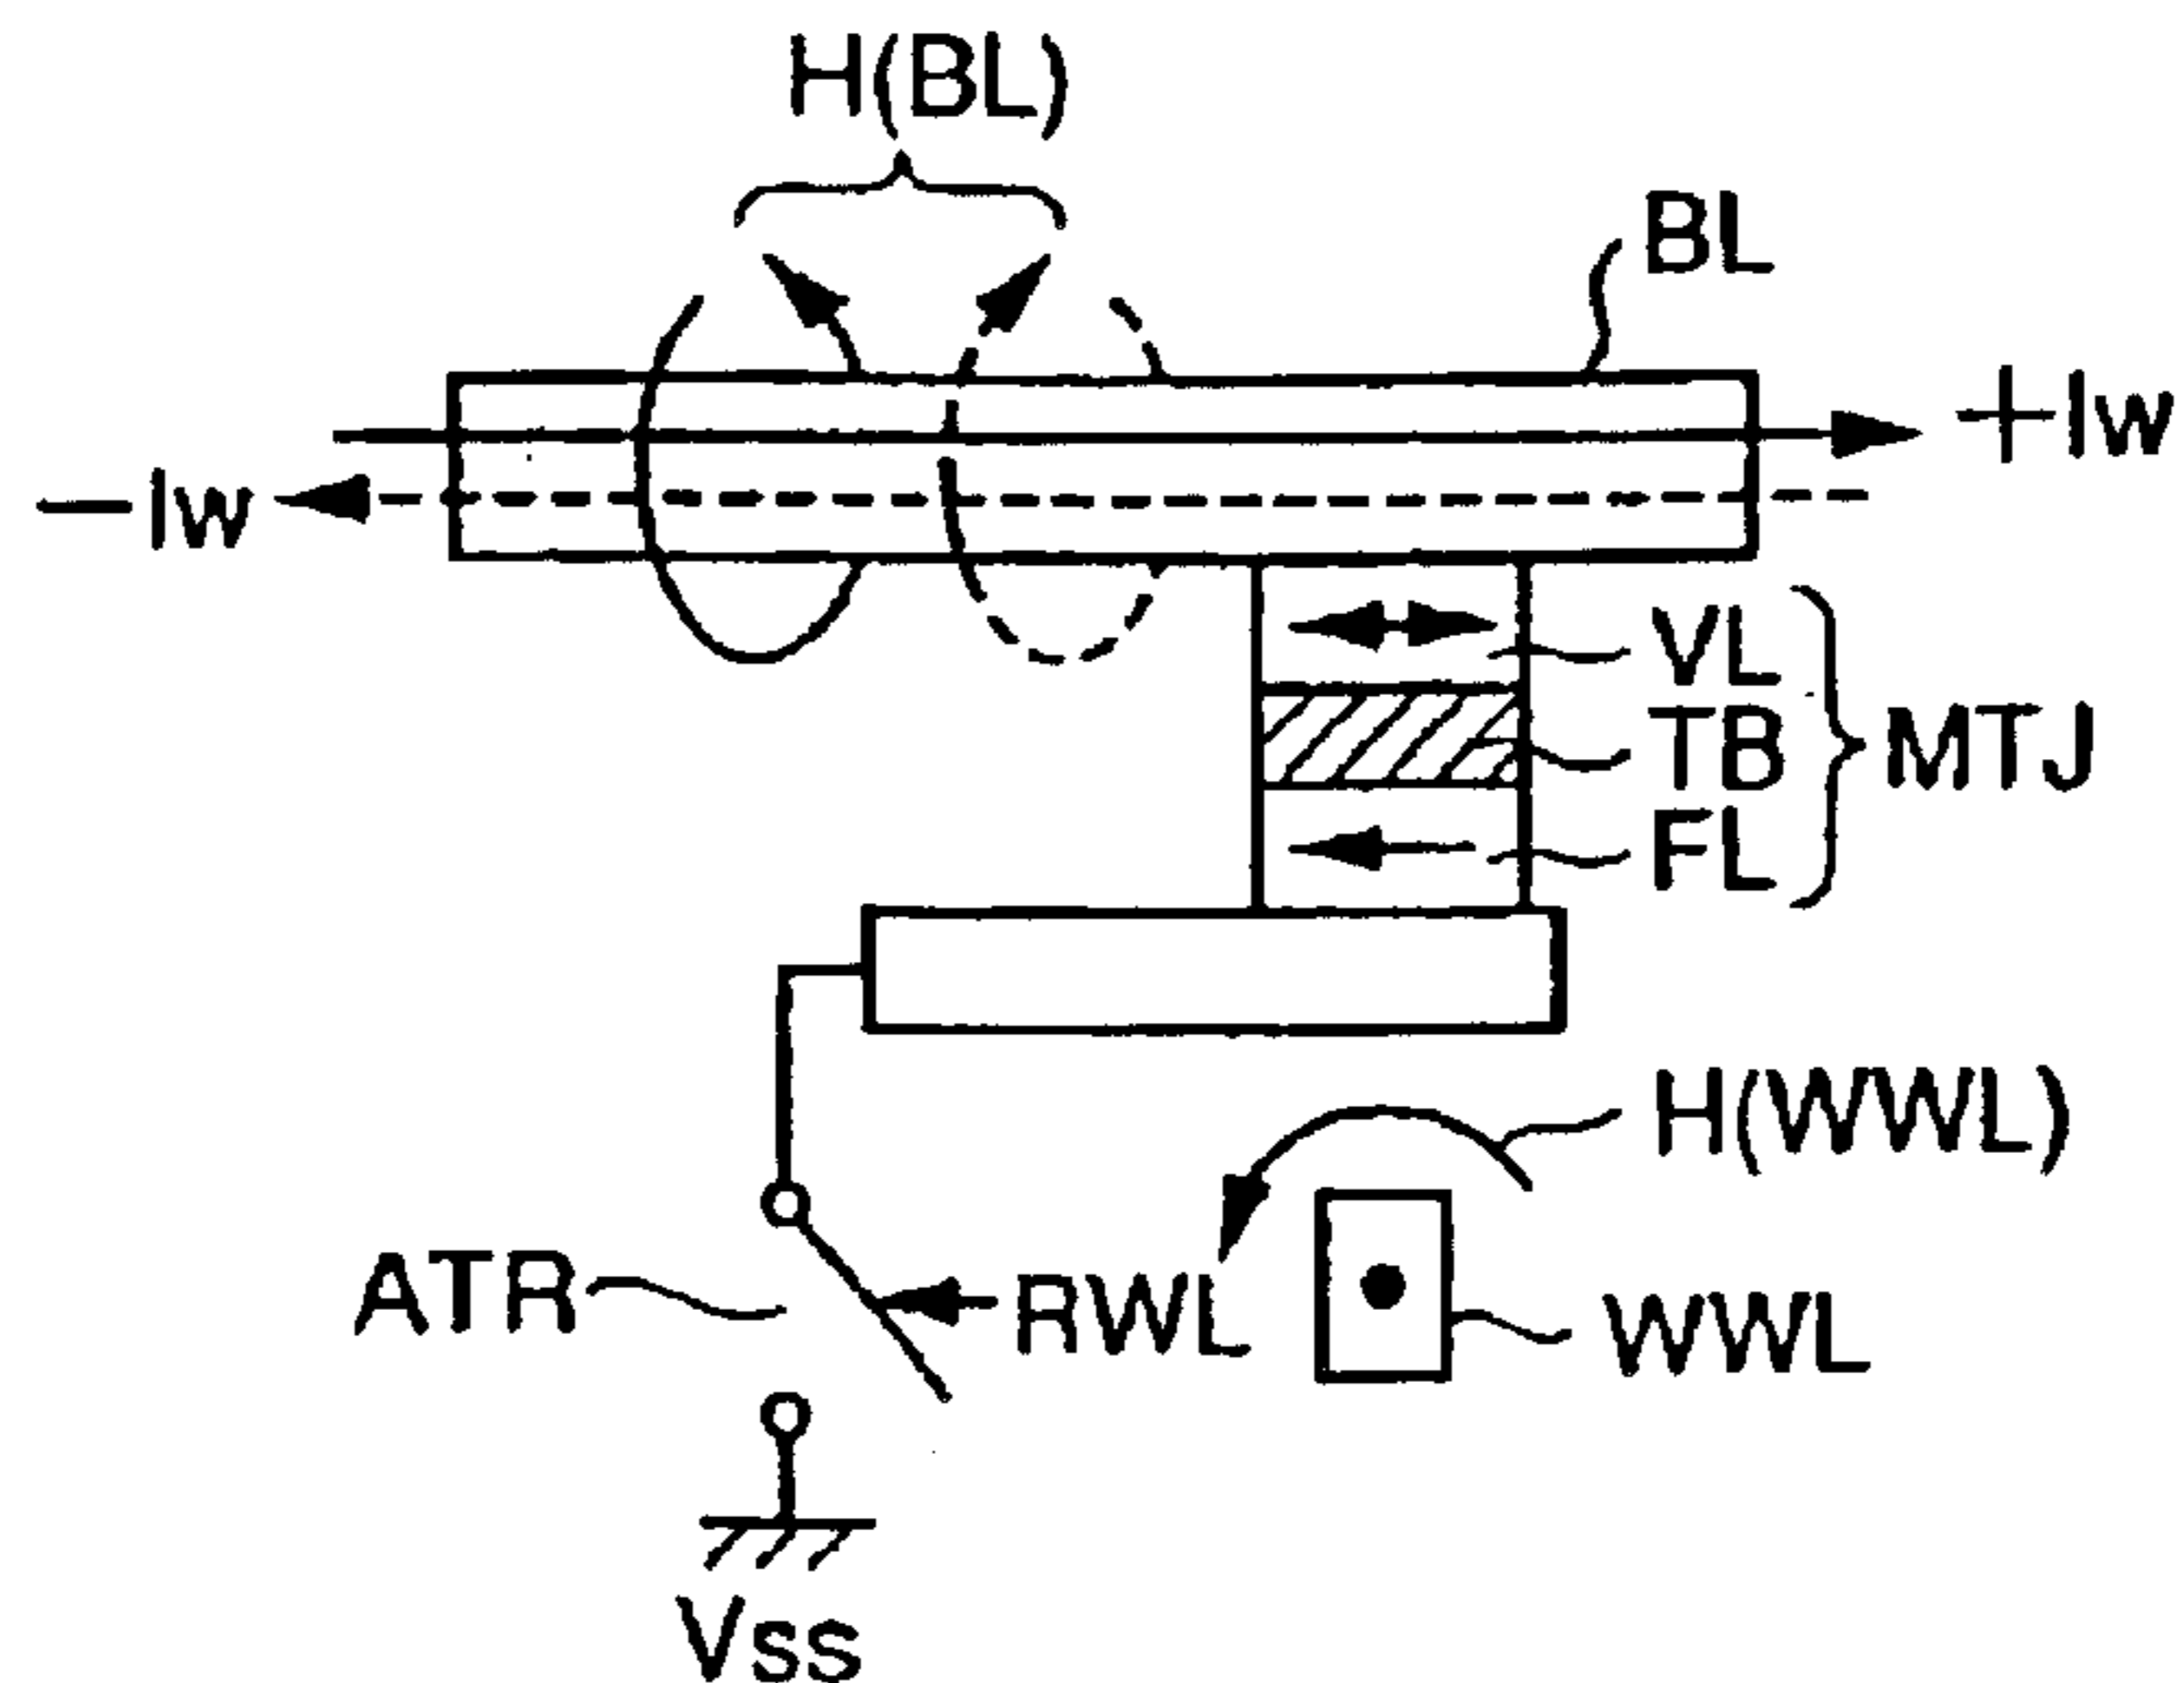 H(BL)
BL
+Iw
−Iw
VL
TB
MTJ
FL
H(WWL)
ATR
RWL
WWL
Vss